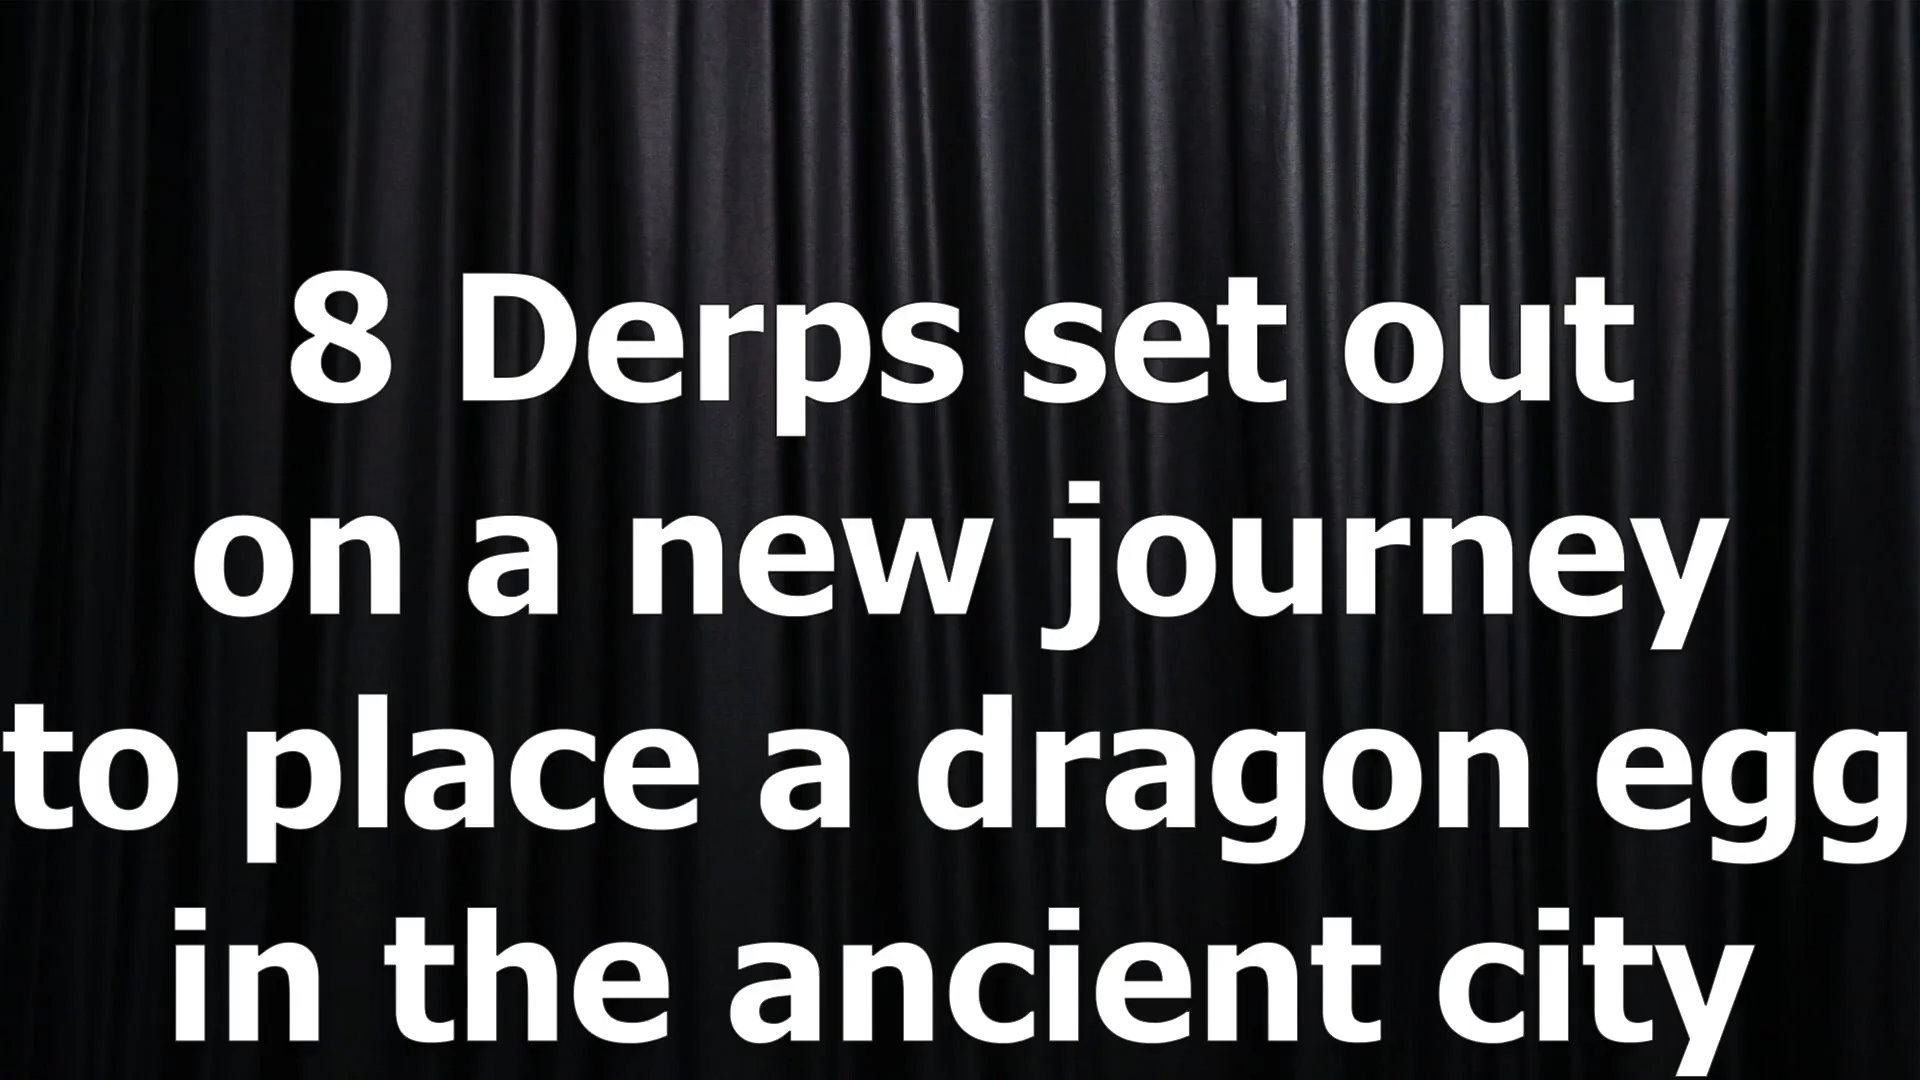 8 Derps set out
on a new journey
to place a dragon egg
in the ancient city